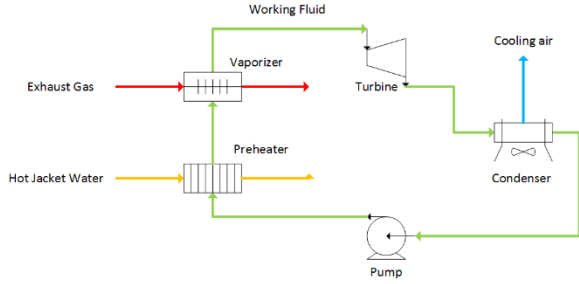 Working Fluid
Cooling air
Vaporizer
Exhaust Gas
Turbine
Preheater
Hot Jacket Water
Condenser
Pump